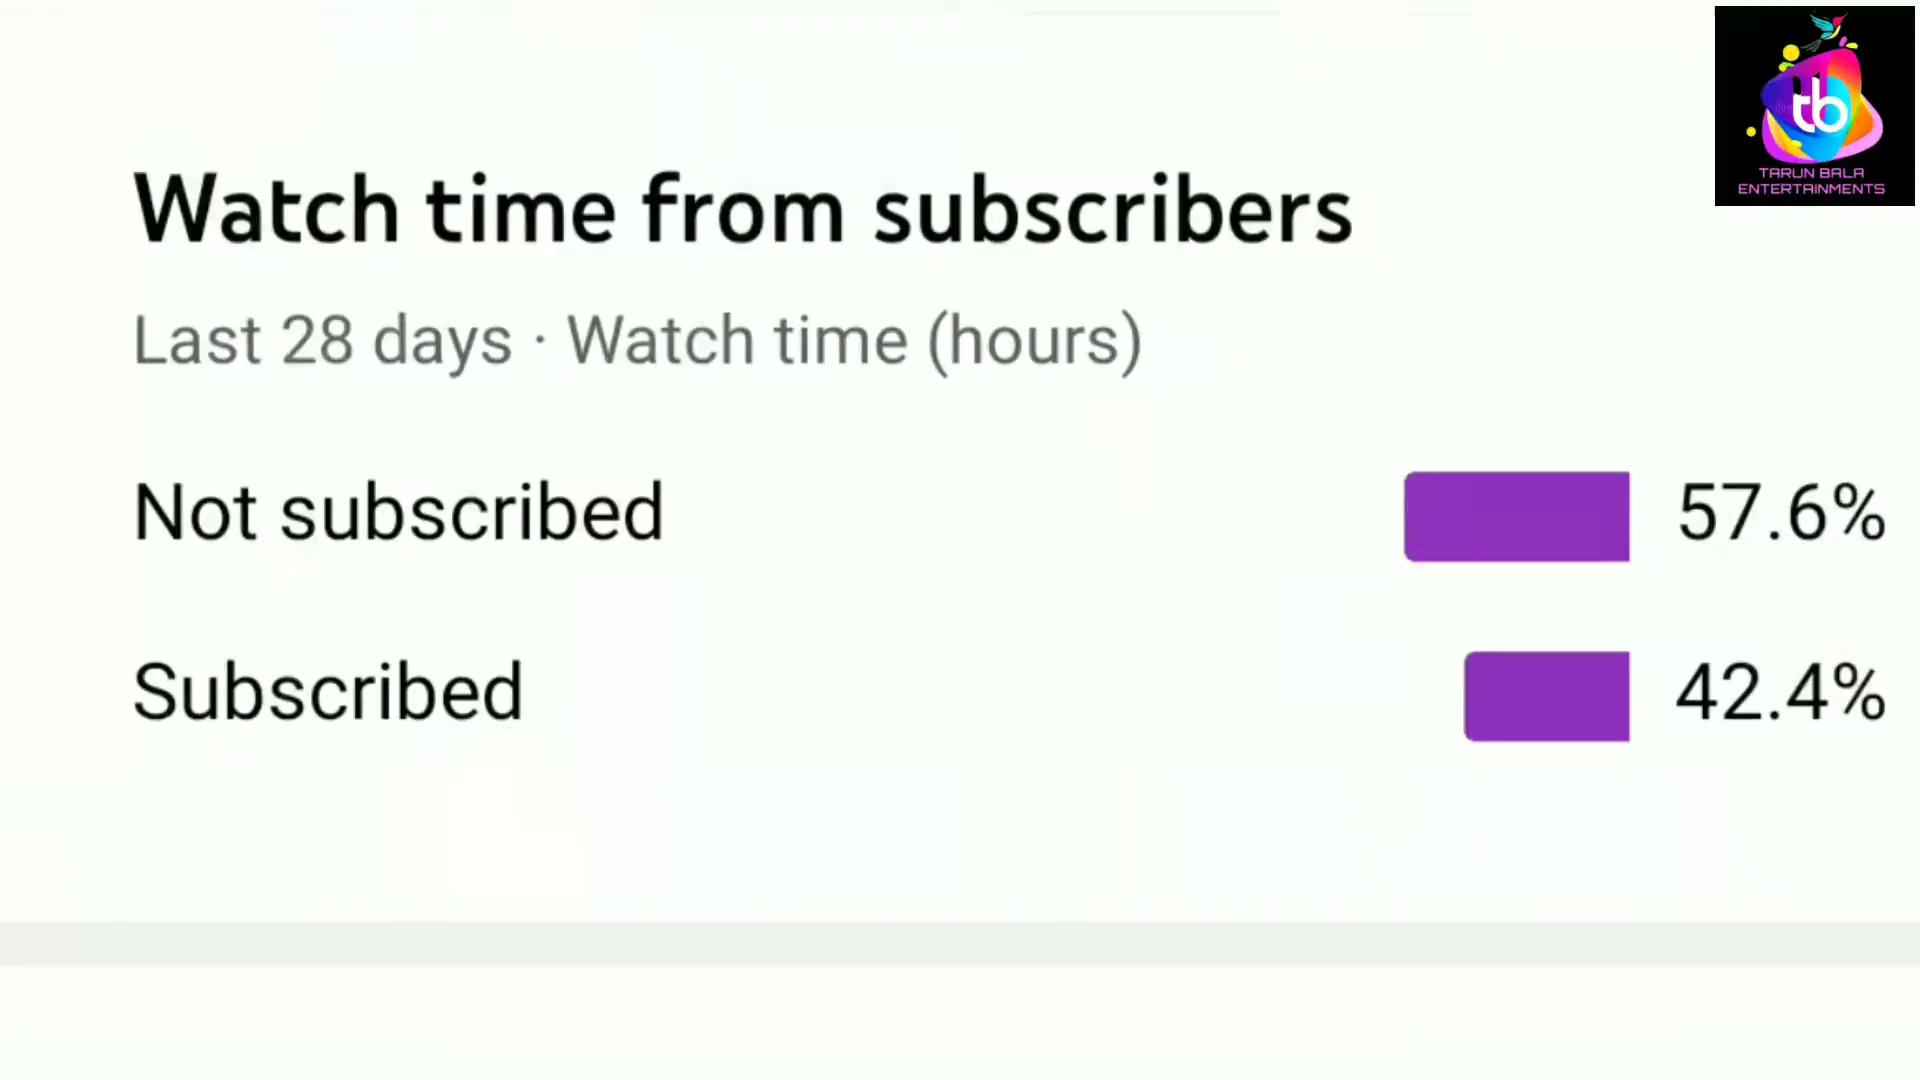 TARUN BALA
ENTERTAINMENTS
Watch time from subscribers
Last 28 days · Watch time (hours)
Not subscribed 57.6%
Subscribed 42.4%